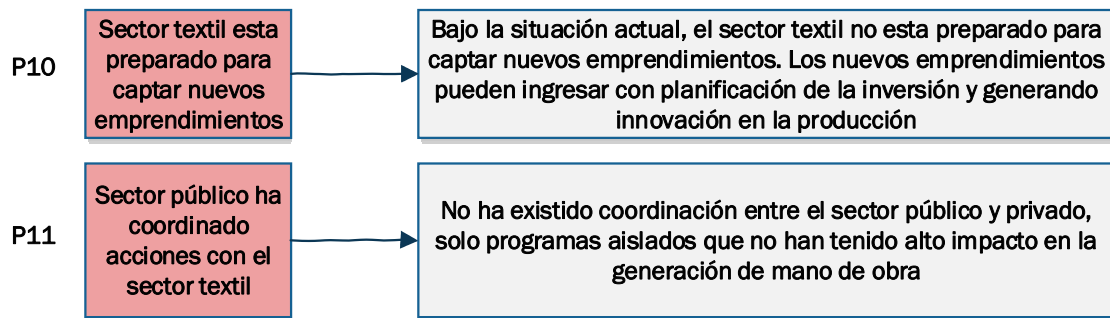 P10
Sector textil esta
preparado para
captar nuevos
emprendimientos
Bajo la situación actual, el sector textil no esta preparado para
captar nuevos emprendimientos. Los nuevos emprendimientos
pueden ingresar con planificación de la inversión y generando
innovación en la producción
P11
Sector público ha
coordinado
acciones con el
sector textil
No ha existido coordinación entre el sector público y privado,
solo programas aislados que no han tenido alto impacto en la
generación de mano de obra